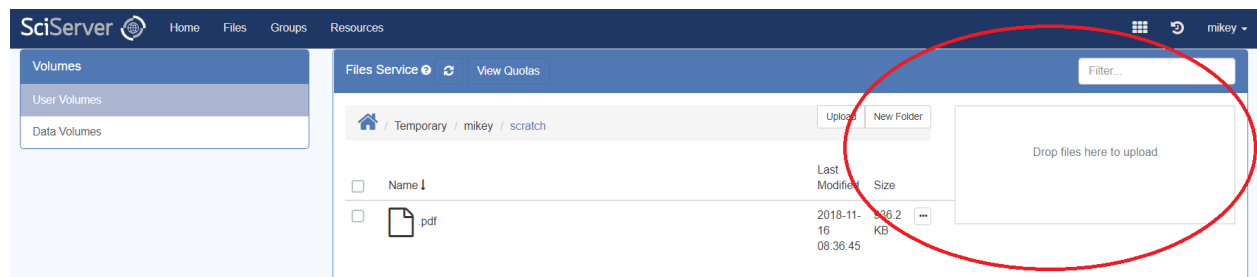 SciServer Home Files Groups Resources mikey
Volumes
User Volumes
Data Volumes
Files Service View Quotas Filter...
/ Temporary / mikey / scratch Upload New Folder
Drop files here to upload
Name Last Modified Size
.pdf 2018-11-16 08:36:45 936.2 KB